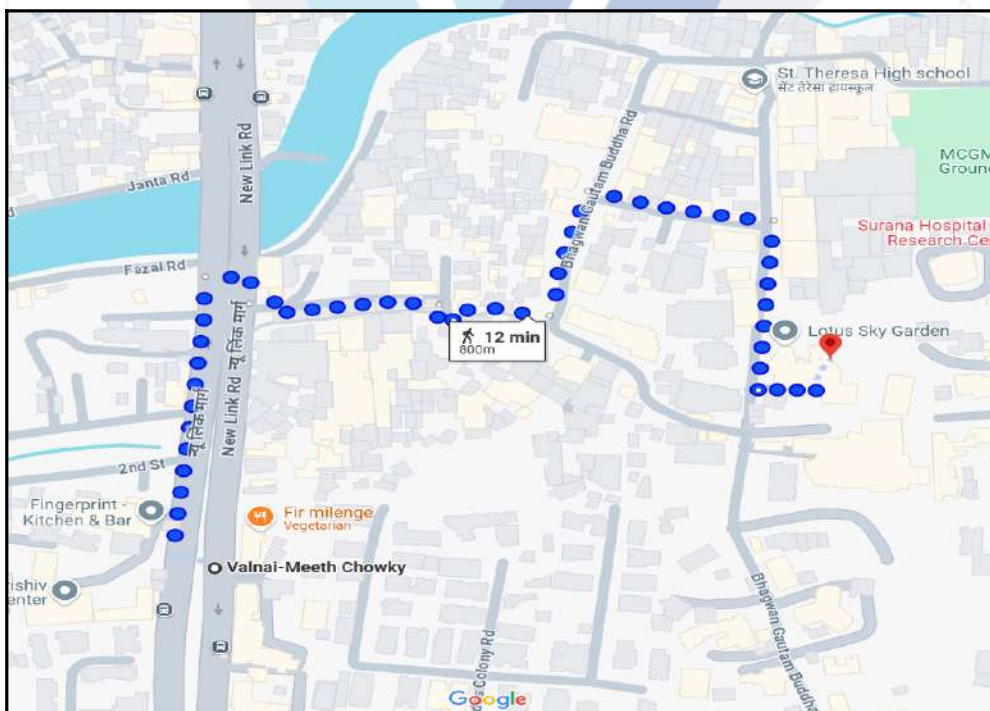 St. Theresa High school
सेंट तेरेसा हायस्कूल
New Link Rd
Bhagwan Gautam Buddha Rd
MCGM
Ground
Janta Rd
Surana Hospital
Research Cen
Fazal Rd
न्यू लिंक मार्ग
न्यू लिंक मार्ग
New Link Rd
12 min
800m
Lotus Sky Garden
2nd St
Fingerprint -
Kitchen & Bar
Fir milenge
Vegetarian
Valnai-Meeth Chowky
rishiv
enter
Bhagwan Gautam Buddha
Colony Rd
Google